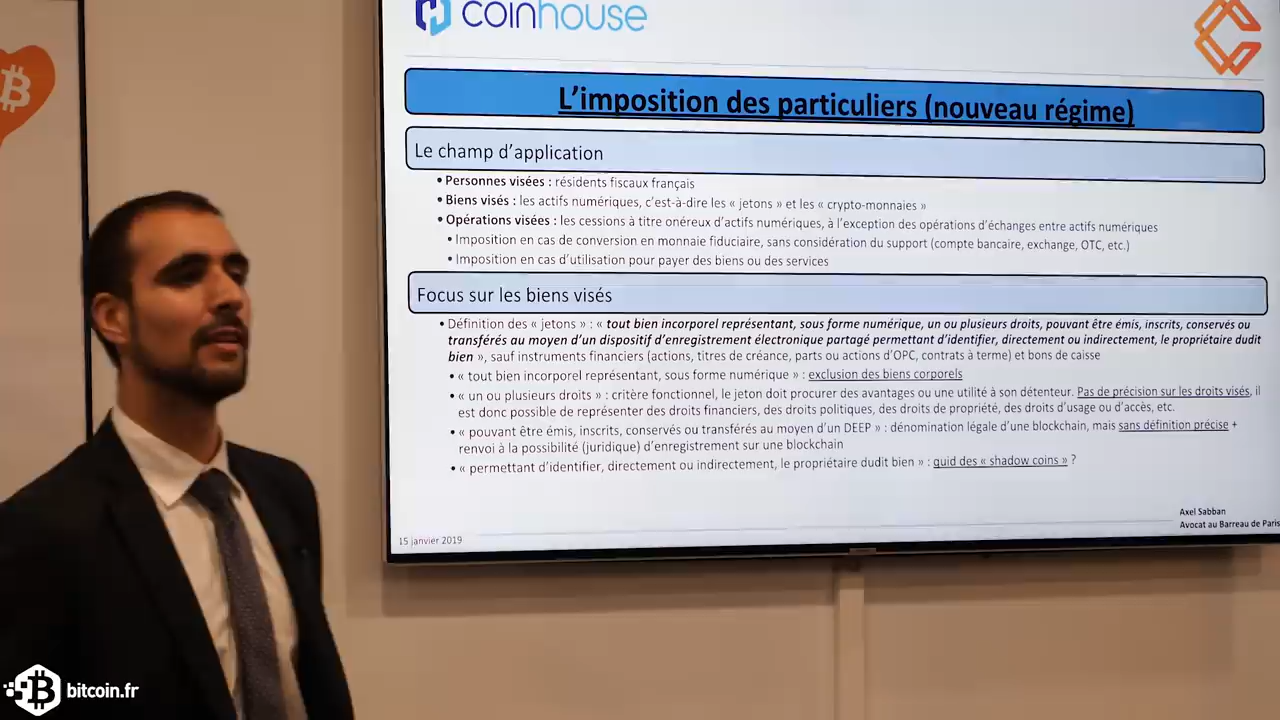 coinhouse
L'imposition des particuliers (nouveau régime)
Le champ d'application
• Personnes visées : résidents fiscaux français
• Biens visés : les actifs numériques, c'est-à-dire les « jetons » et les « crypto-monnaies »
• Opérations visées : les cessions à titre onéreux d'actifs numériques, à l'exception des opérations d'échanges entre actifs numériques
• Imposition en cas de conversion en monnaie fiduciaire, sans considération du support (compte bancaire, exchange, OTC, etc.)
• Imposition en cas d'utilisation pour payer des biens ou des services
Focus sur les biens visés
• Définition des « jetons » : « tout bien incorporel représentant, sous forme numérique, un ou plusieurs droits, pouvant être émis, inscrits, conservés ou
transférés au moyen d'un dispositif d'enregistrement électronique partagé permettant d'identifier, directement ou indirectement, le propriétaire dudit
bien », sauf instruments financiers (actions, titres de créance, parts ou actions d'OPC, contrats à terme) et bons de caisse
• « tout bien incorporel représentant, sous forme numérique » : exclusion des biens corporels
• « un ou plusieurs droits » : critère fonctionnel, le jeton doit procurer des avantages ou une utilité à son détenteur. Pas de précision sur les droits visés, il
est donc possible de représenter des droits financiers, des droits politiques, des droits de propriété, des droits d'usage ou d'accès, etc.
• « pouvant être émis, inscrits, conservés ou transférés au moyen d'un DEEP » : dénomination légale d'une blockchain, mais sans définition précise +
renvoi à la possibilité (juridique) d'enregistrement sur une blockchain
• « permettant d'identifier, directement ou indirectement, le propriétaire dudit bien » : quid des « shadow coins » ?
Axel Sabban
Avocat au Barreau de Paris
15 janvier 2019
bitcoin.fr